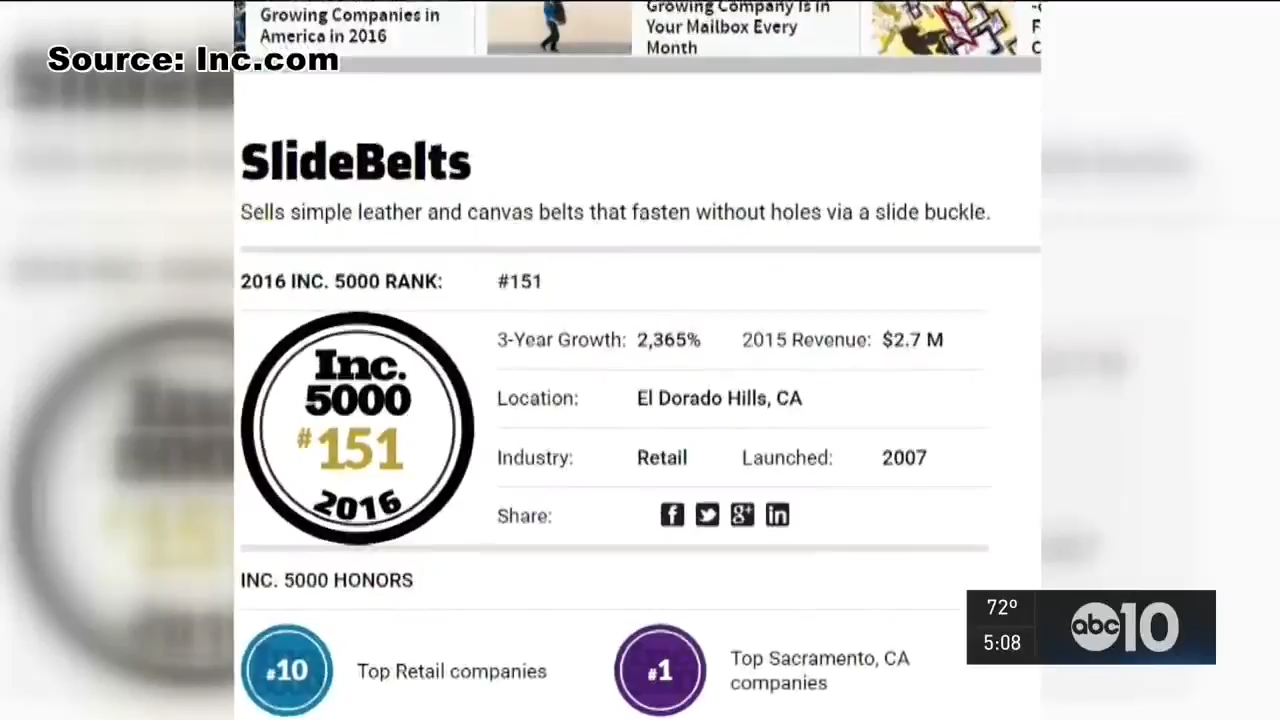 Growing Companies in
America in 2016
Growing Company Is in
Your Mailbox Every
Month
Source: Inc.com
SlideBelts
Sells simple leather and canvas belts that fasten without holes via a slide buckle.
2016 INC. 5000 RANK: #151
Inc.
5000
#151
2016
3-Year Growth: 2,365% 2015 Revenue: $2.7 M
Location: El Dorado Hills, CA
Industry: Retail Launched: 2007
Share:
INC. 5000 HONORS
#10 Top Retail companies
#1 Top Sacramento, CA
companies
72°
5:08
abc10